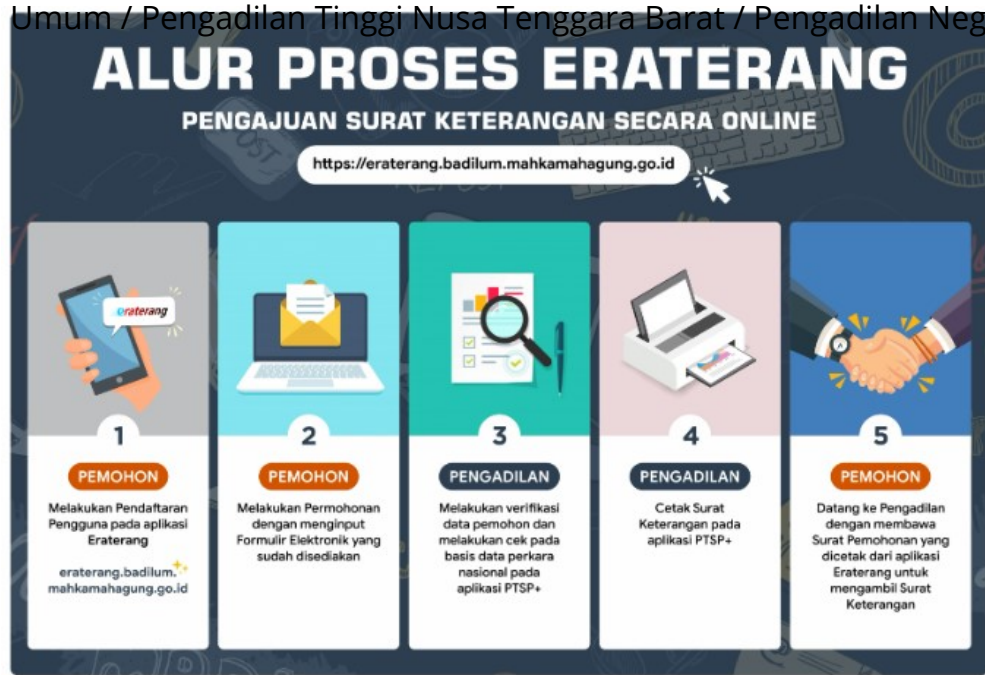 Umum / Pengadilan Tinggi Nusa Tenggara Barat / Pengadilan Neg
ALUR PROSES ERATERANG
PENGAJUAN SURAT KETERANGAN SECARA ONLINE
https://eraterang.badilum.mahkamahagung.go.id
eraterang
1
PEMOHON
Melakukan Pendaftaran
Pengguna pada aplikasi
Eraterang
eraterang.badilum.
mahkamahagung.go.id
2
PEMOHON
Melakukan Permohonan
dengan menginput
Formulir Elektronik yang
sudah disediakan
3
PENGADILAN
Melakukan verifikasi
data pemohon dan
melakukan cek pada
basis data perkara
nasional pada
aplikasi PTSP+
4
PENGADILAN
Cetak Surat
Keterangan pada
aplikasi PTSP+
5
PEMOHON
Datang ke Pengadilan
dengan membawa
Surat Pemohonan yang
dicetak dari aplikasi
Eraterang untuk
mengambil Surat
Keterangan